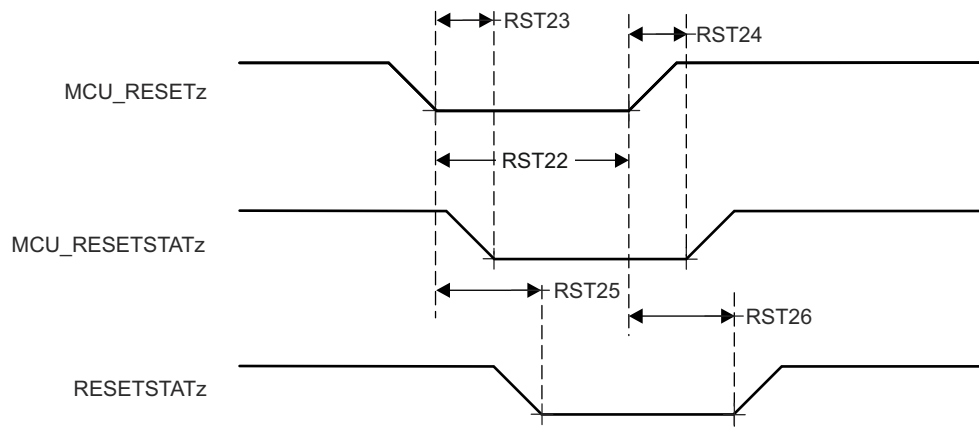 RST23
RST24
MCU_RESETz
RST22
MCU_RESETSTATz
RST25
RST26
RESETSTATz